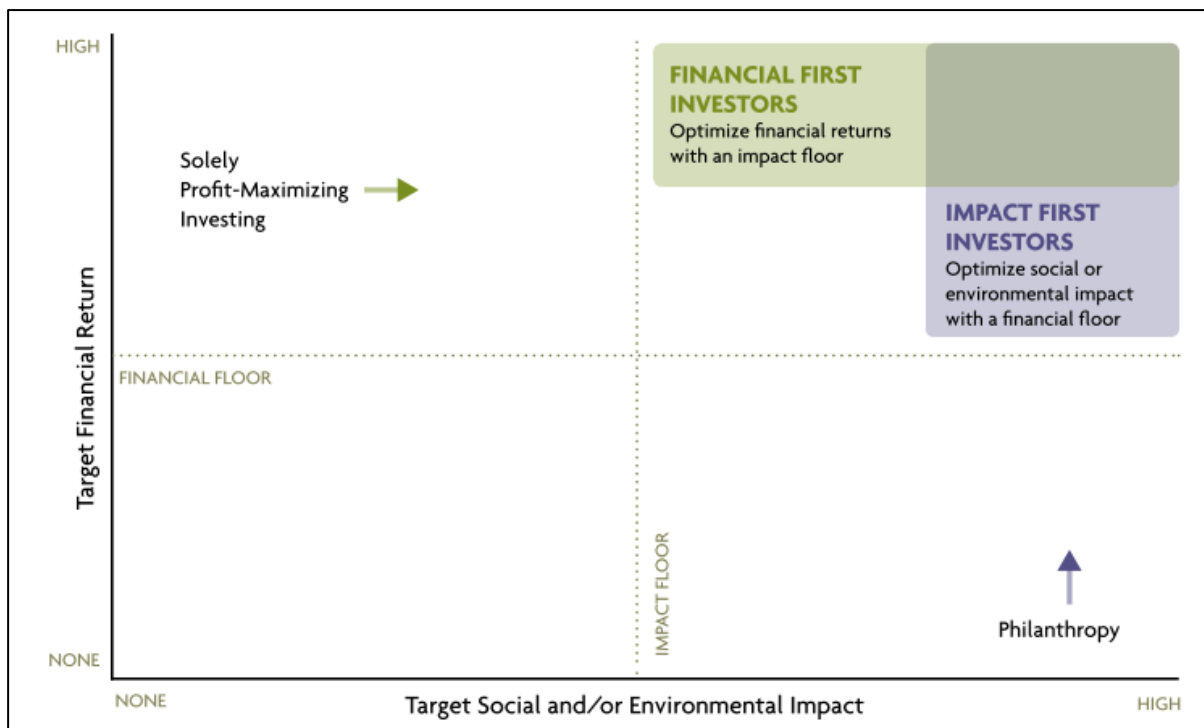 HIGH
FINANCIAL FIRST
INVESTORS
Optimize financial returns
with an impact floor
Solely
Profit-Maximizing
Investing
IMPACT FIRST
INVESTORS
Optimize social or
environmental impact
with a financial floor
Target Financial Return
FINANCIAL FLOOR
IMPACT FLOOR
Philanthropy
NONE
NONE
Target Social and/or Environmental Impact
HIGH